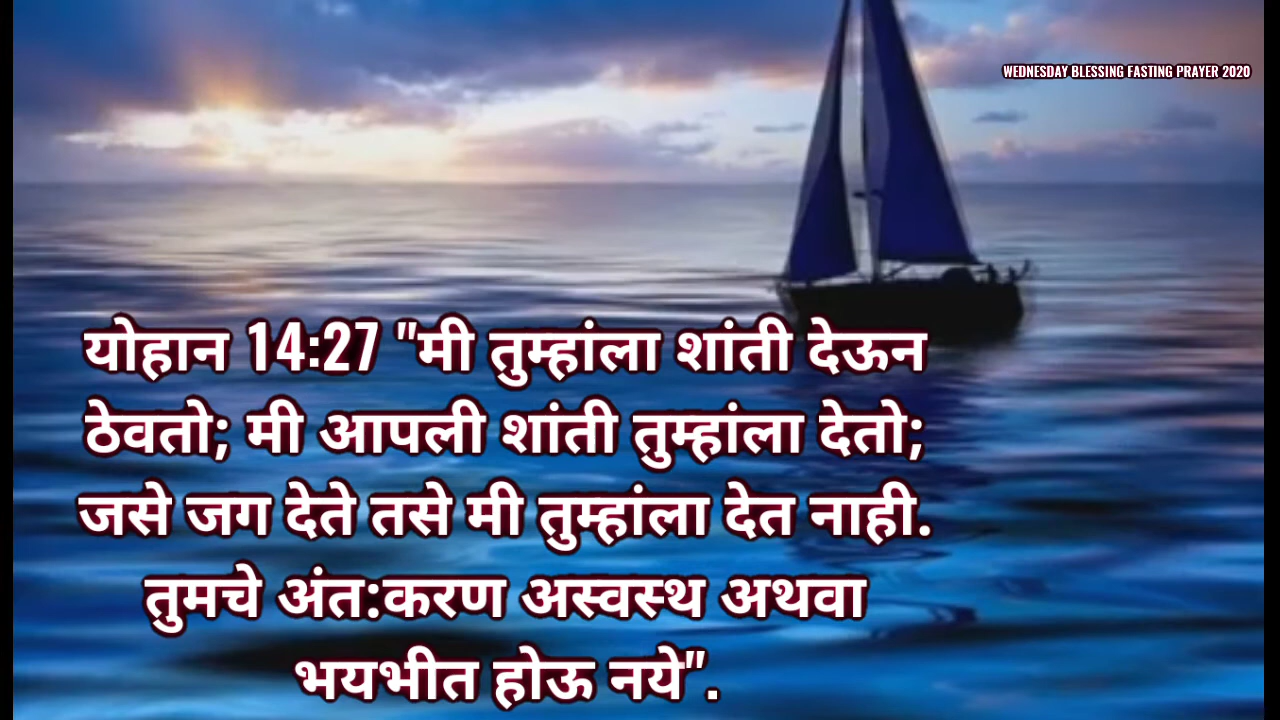 WEDNESDAY BLESSING FASTING PRAYER 2020
योहान 14:27 "मी तुम्हांला शांती देऊन
ठेवतो; मी आपली शांती तुम्हांला देतो;
जसे जग देते तसे मी तुम्हांला देत नाही.
तुमचे अंत:करण अस्वस्थ अथवा
भयभीत होऊ नये".